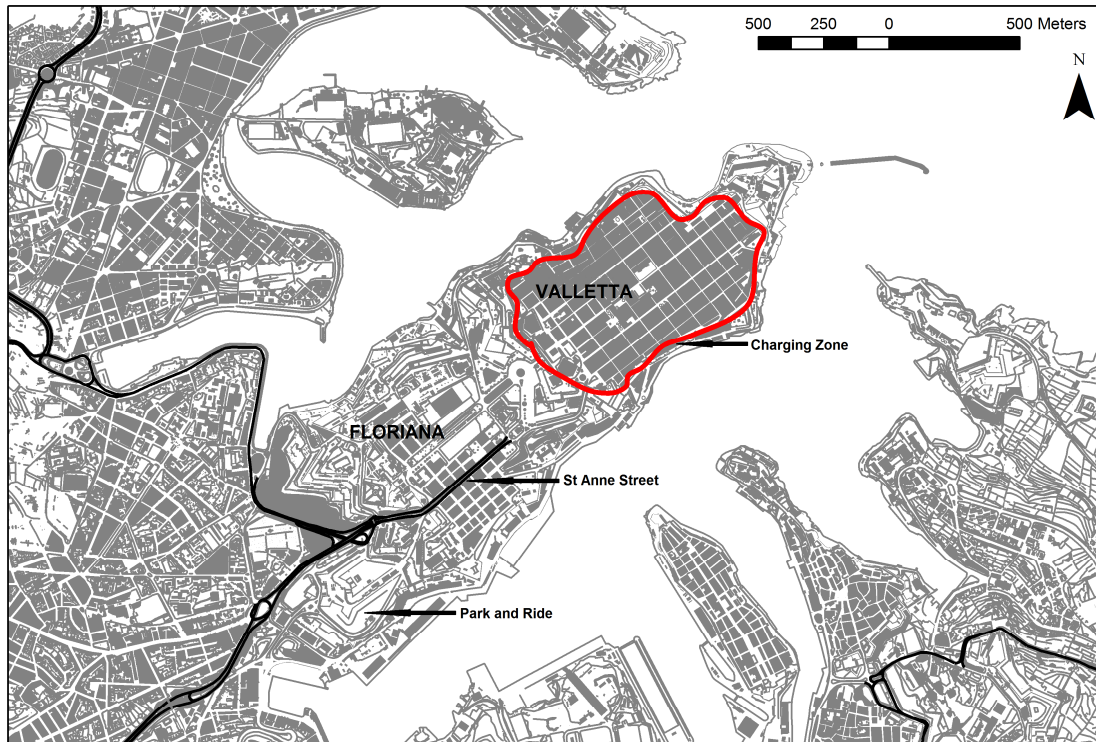 500 250 0 500 Meters
N
VALLETTA
Charging Zone
FLORIANA
St Anne Street
Park and Ride